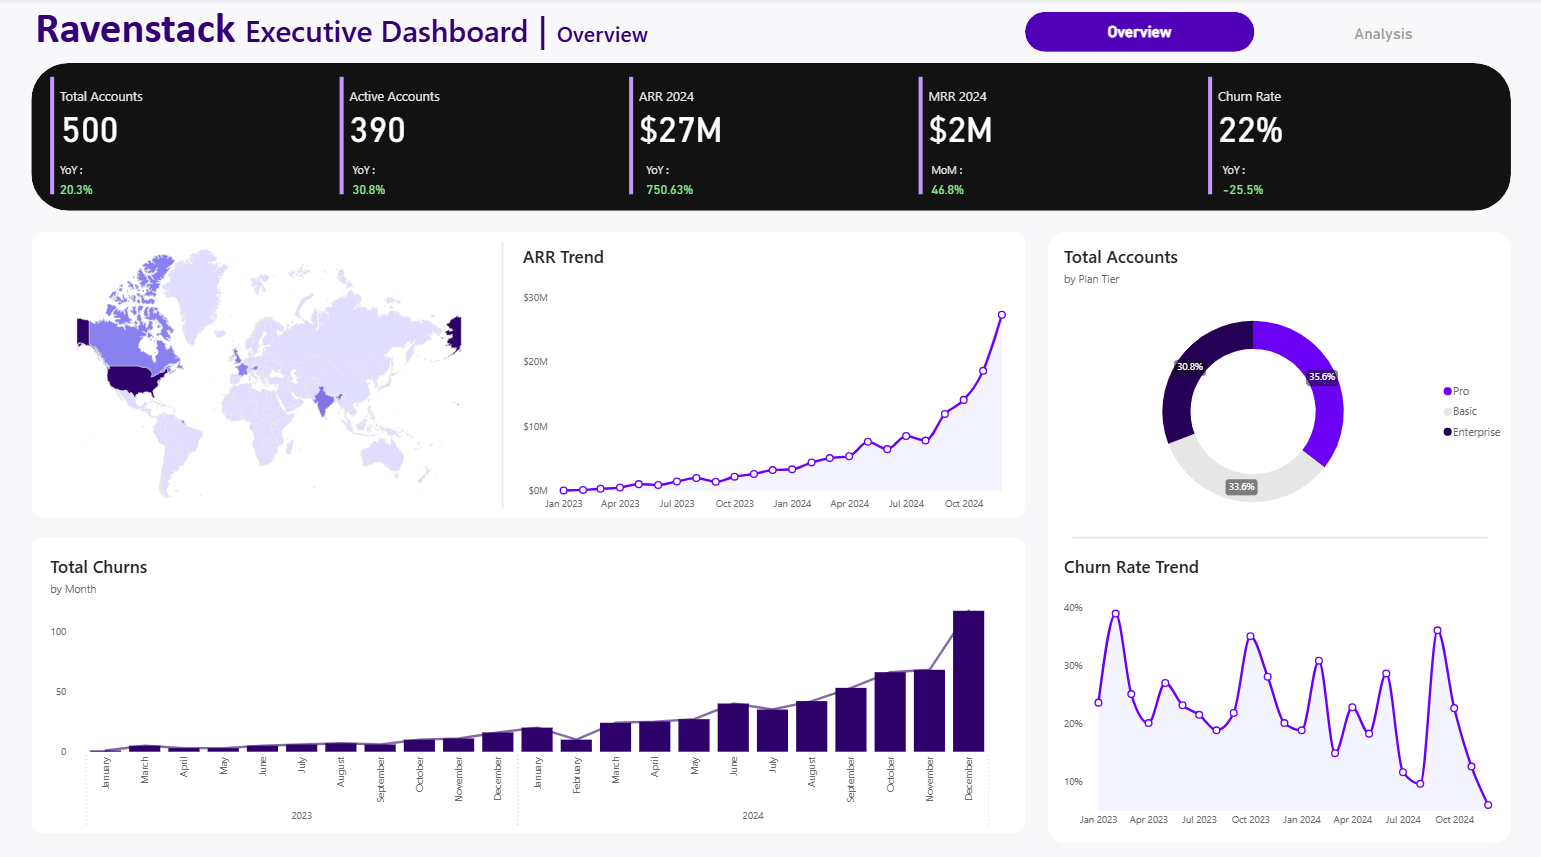 Ravenstack Executive Dashboard | Overview
Overview
Analysis
Total Accounts
500
YoY :
20.3%
Active Accounts
390
YoY :
30.8%
ARR 2024
$27M
YoY :
750.63%
MRR 2024
$2M
MoM :
46.8%
Churn Rate
22%
YoY :
-25.5%
ARR Trend
$30M
$20M
$10M
$0M
Jan 2023 Apr 2023 Jul 2023 Oct 2023 Jan 2024 Apr 2024 Jul 2024 Oct 2024
Total Accounts
by Plan Tier
30.8%
35.6%
33.6%
Pro
Basic
Enterprise
Total Churns
by Month
100
50
0
January March April May June July August September October November December January February March April May June July August September October November December
2023 2024
Churn Rate Trend
40%
30%
20%
10%
Jan 2023 Apr 2023 Jul 2023 Oct 2023 Jan 2024 Apr 2024 Jul 2024 Oct 2024